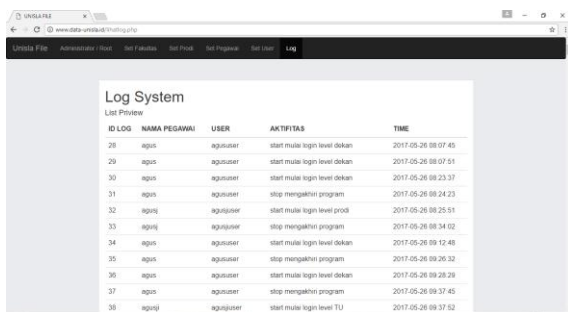 UNISLA FILE
www.data-unisla.id/lihatlog.php
Unisla File Administrator / Root Set Fakultas Set Prodi Set Pegawai Set User Log
Log System
List Priview
ID LOG NAMA PEGAWAI USER AKTIFITAS TIME
28 agus agususer start mulai login level dekan 2017-05-26 08:07:45
29 agus agususer start mulai login level dekan 2017-05-26 08:07:51
30 agus agususer start mulai login level dekan 2017-05-26 08:23:37
31 agus agususer stop mengakhiri program 2017-05-26 08:24:23
32 agusj agusjuser start mulai login level prodi 2017-05-26 08:25:51
33 agusj agusjuser stop mengakhiri program 2017-05-26 08:34:02
34 agus agususer start mulai login level dekan 2017-05-26 09:12:48
35 agus agususer stop mengakhiri program 2017-05-26 09:26:32
36 agus agususer start mulai login level dekan 2017-05-26 09:28:29
37 agus agususer stop mengakhiri program 2017-05-26 09:37:45
38 agusji agusjiuser start mulai login level TU 2017-05-26 09:37:52